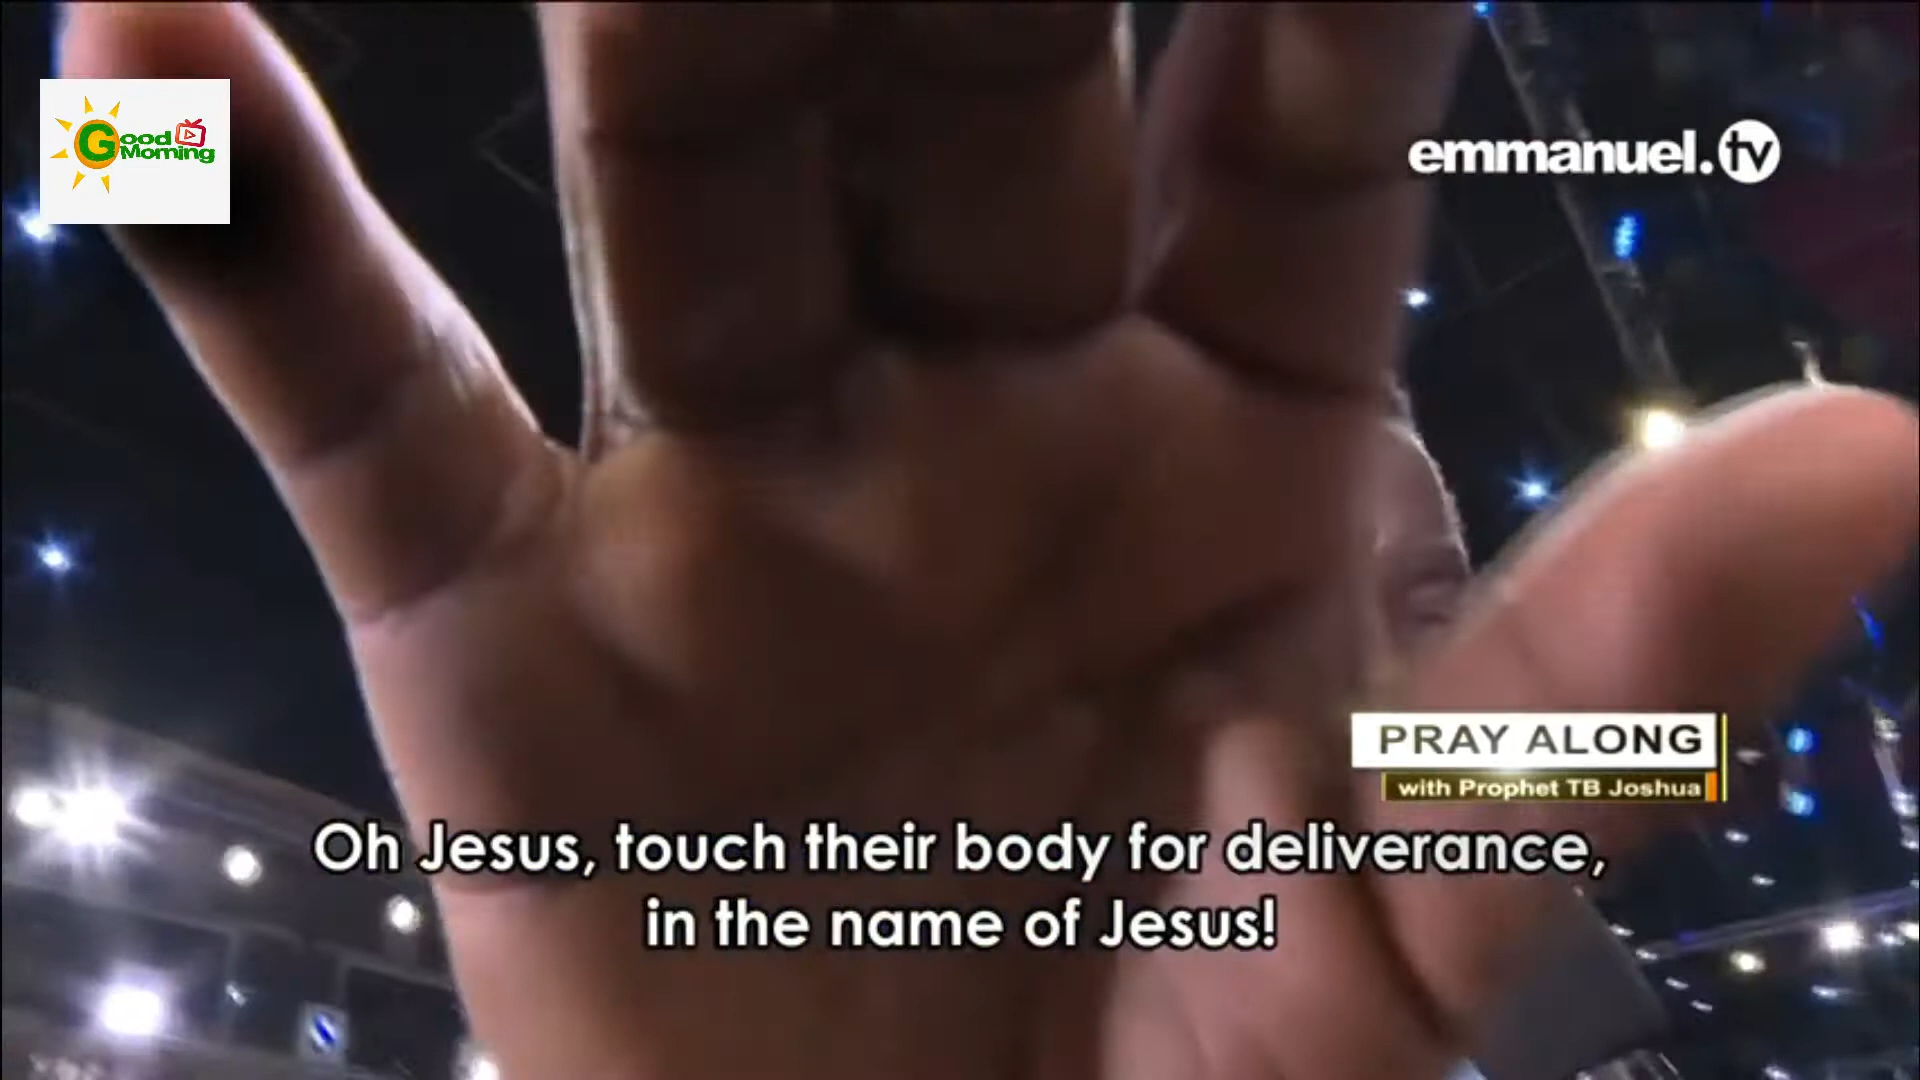 Good
Morning
emmanuel.tv
PRAY ALONG
with Prophet TB Joshua
Oh Jesus, touch their body for deliverance,
in the name of Jesus!